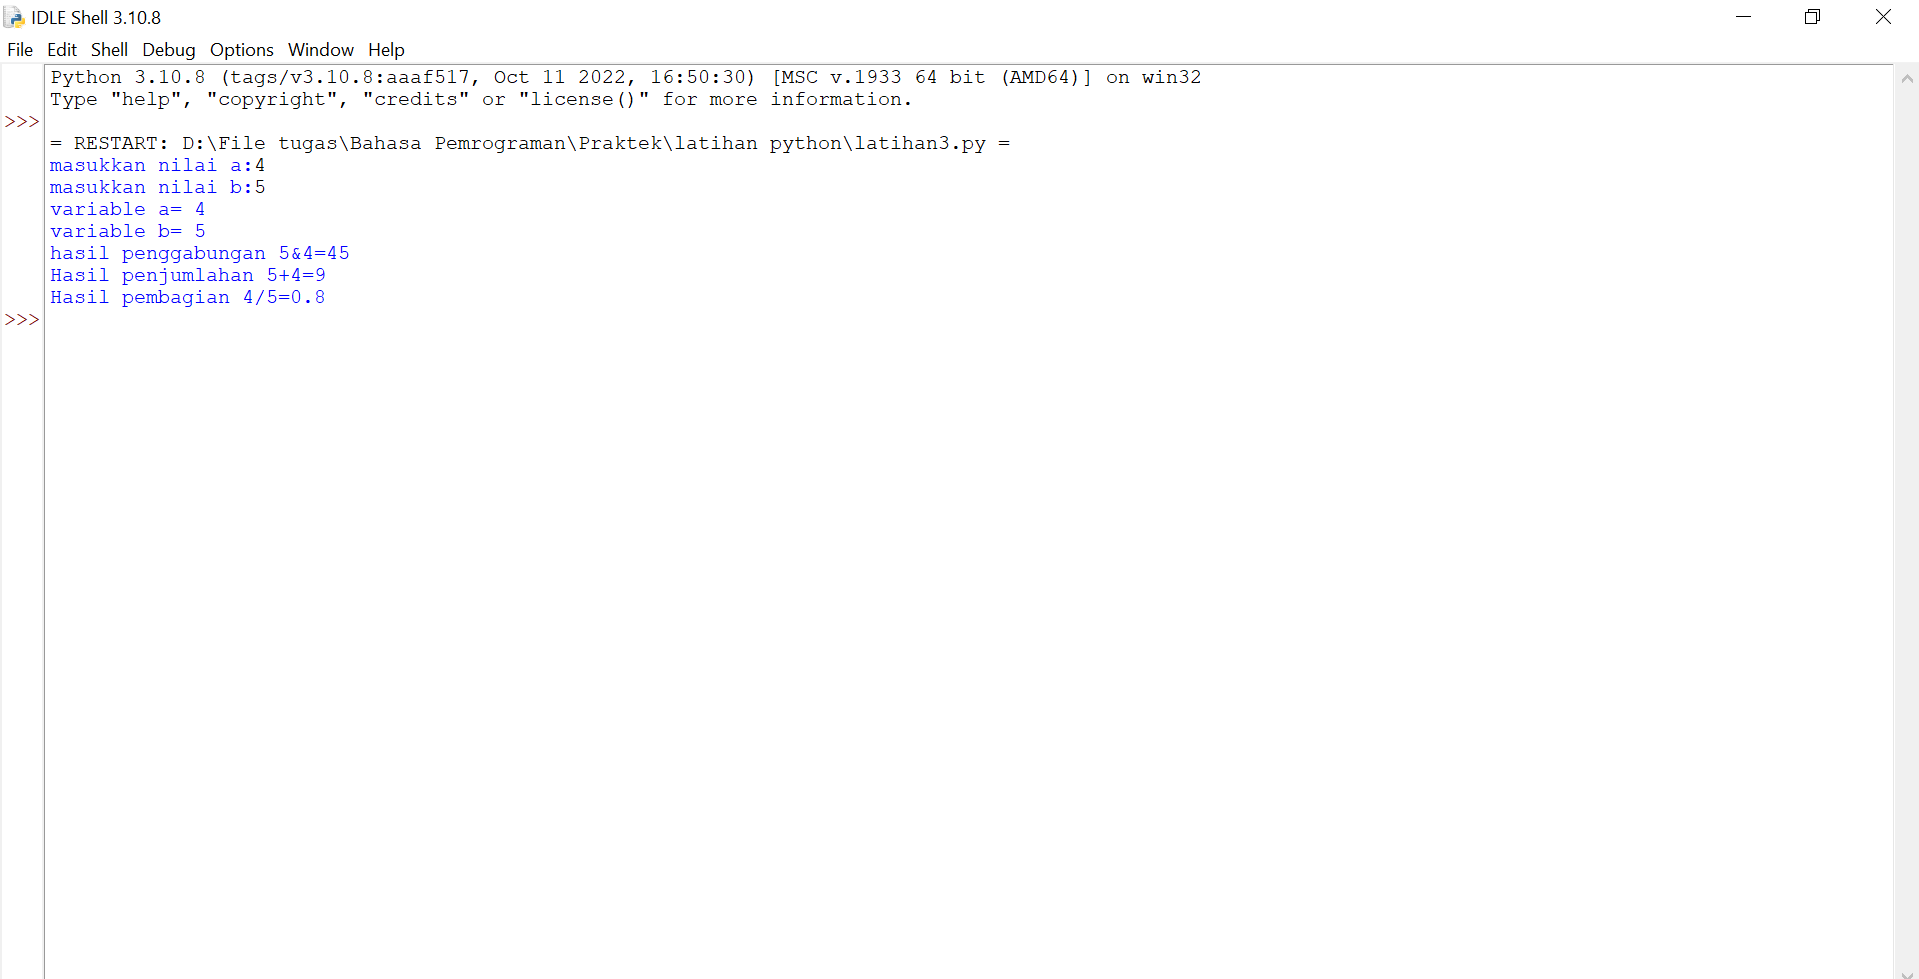 IDLE Shell 3.10.8
File Edit Shell Debug Options Window Help
Python 3.10.8 (tags/v3.10.8:aaaf517, Oct 11 2022, 16:50:30) [MSC v.1933 64 bit (AMD64)] on win32
Type "help", "copyright", "credits" or "license()" for more information.
>>>
= RESTART: D:\File tugas\Bahasa Pemrograman\Praktek\latihan python\latihan3.py =
masukkan nilai a:4
masukkan nilai b:5
variable a= 4
variable b= 5
hasil penggabungan 5&4=45
Hasil penjumlahan 5+4=9
Hasil pembagian 4/5=0.8
>>>